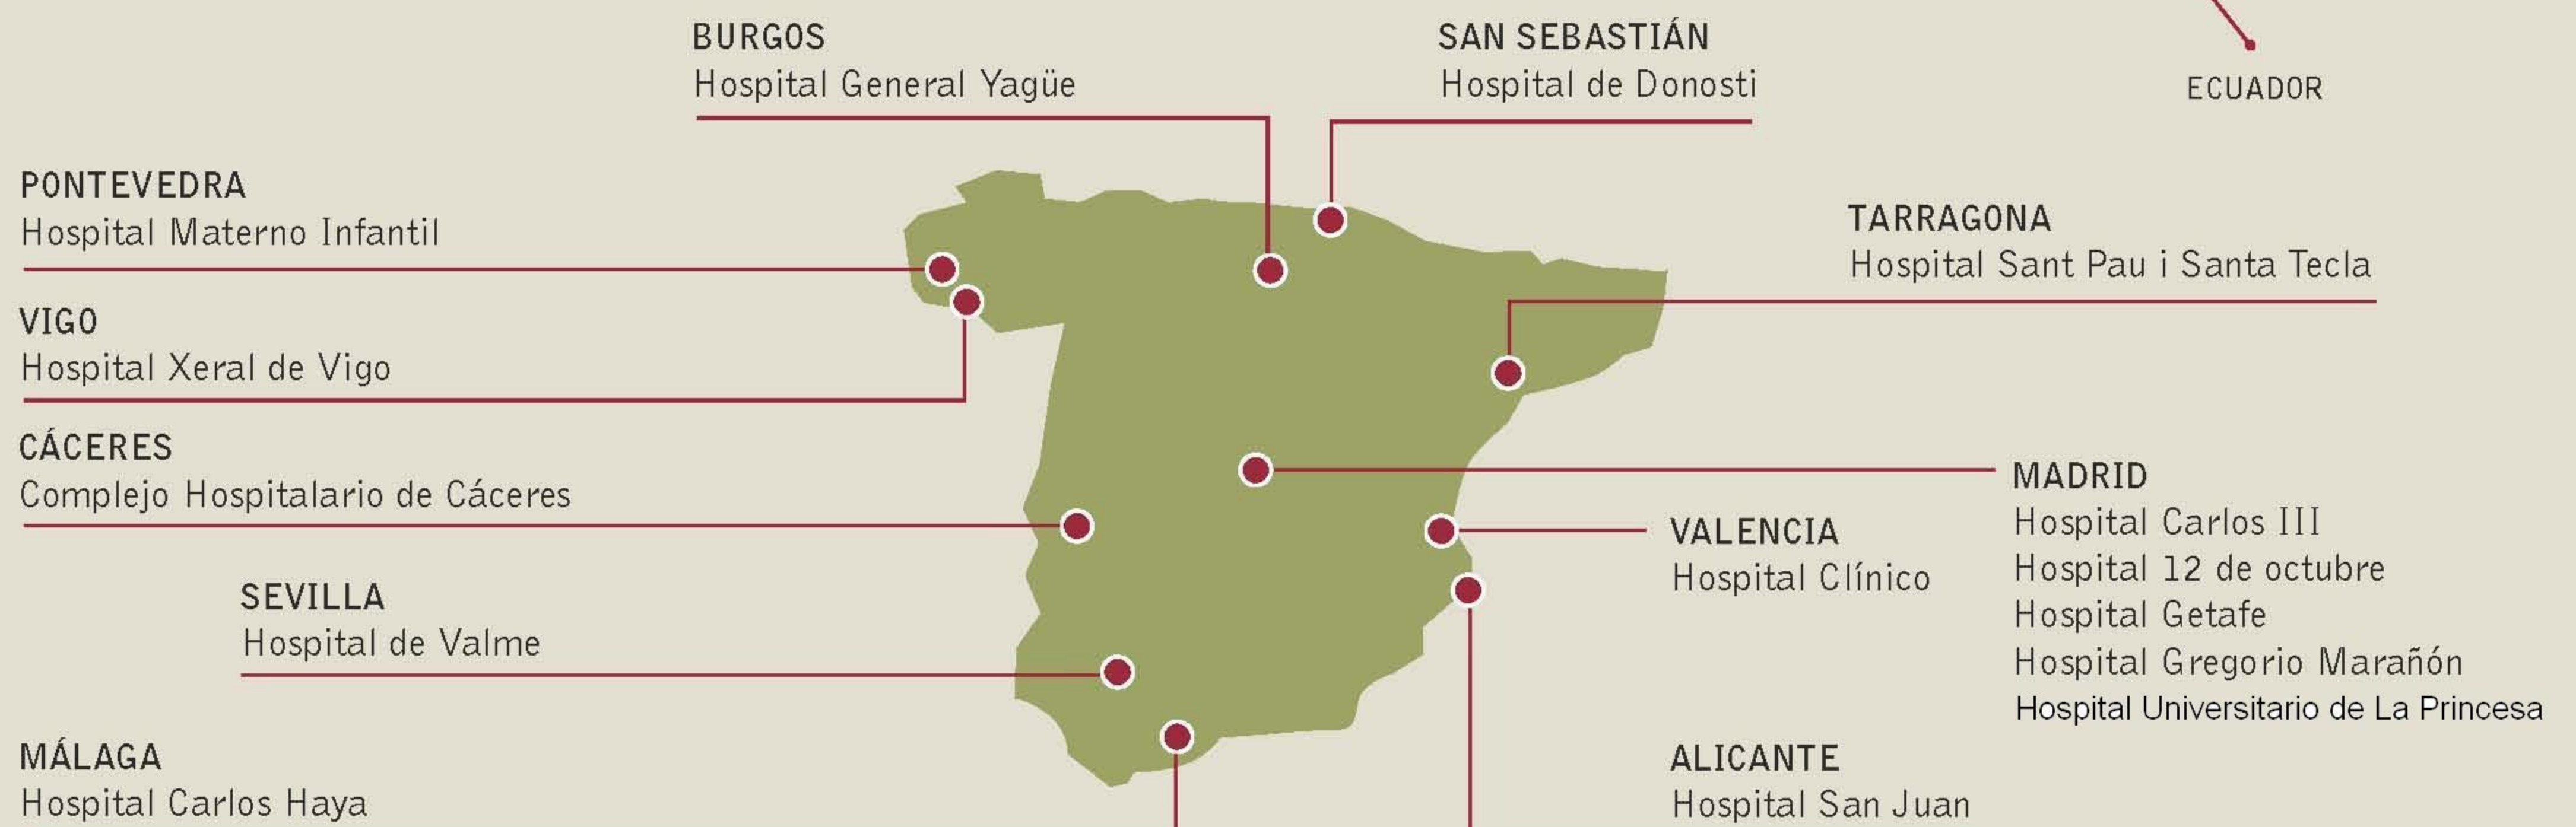 BURGOS
Hospital General Yagüe
SAN SEBASTIÁN
Hospital de Donosti
ECUADOR
PONTEVEDRA
Hospital Materno Infantil
TARRAGONA
Hospital Sant Pau i Santa Tecla
VIGO
Hospital Xeral de Vigo
CÁCERES
Complejo Hospitalario de Cáceres
MADRID
Hospital Carlos III
Hospital 12 de octubre
Hospital Getafe
Hospital Gregorio Marañón
Hospital Universitario de La Princesa
VALENCIA
Hospital Clínico
SEVILLA
Hospital de Valme
MÁLAGA
Hospital Carlos Haya
ALICANTE
Hospital San Juan